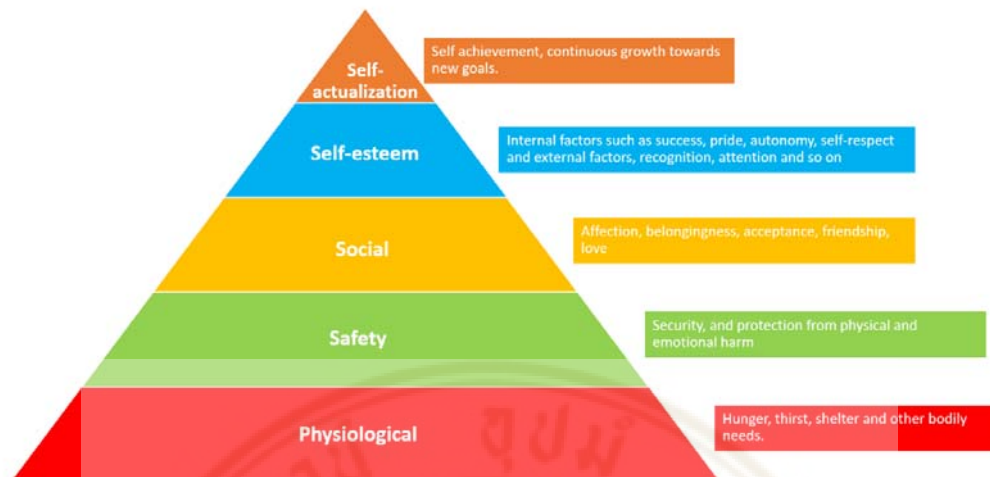 Self-
actualization
Self achievement, continuous growth towards
new goals.
Self-esteem
Internal factors such as success, pride, autonomy, self-respect
and external factors, recognition, attention and so on
Social
Affection, belongingness, acceptance, friendship,
love
Safety
Security, and protection from physical and
emotional harm
Physiological
Hunger, thirst, shelter and other bodily
needs.